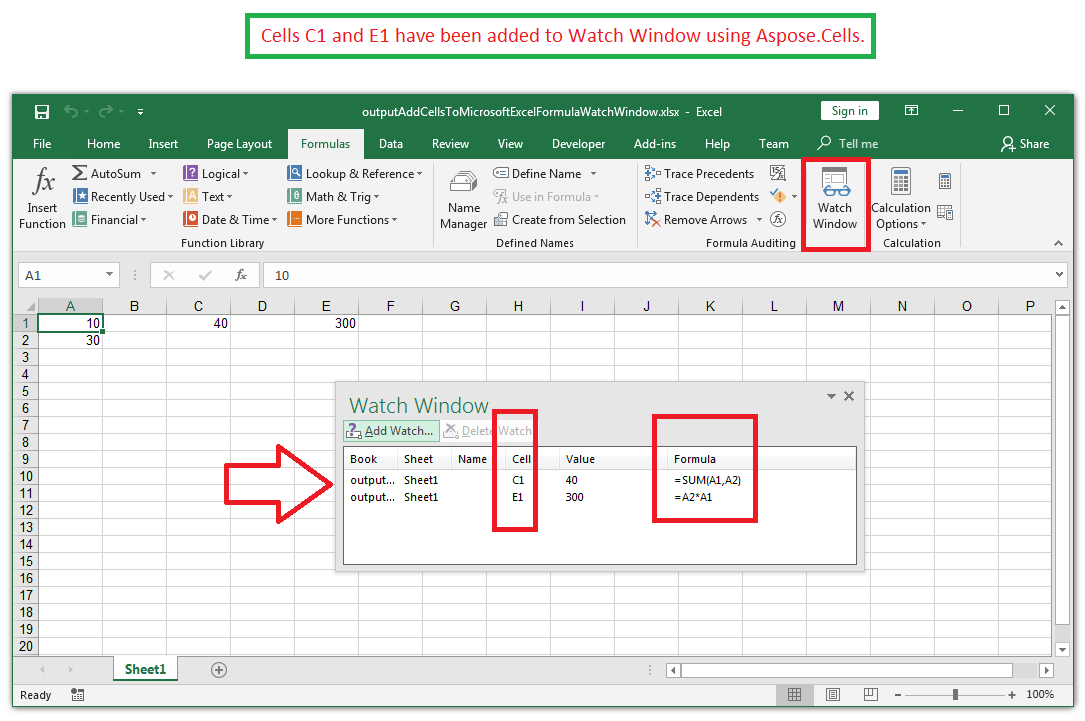 Cells C1 and E1 have been added to Watch Window using Aspose.Cells.
outputAddCellsToMicrosoftExcelFormulaWatchWindow.xlsx - Excel
Sign in
File Home Insert Page Layout Formulas Data Review View Developer Add-ins Help Team Tell me Share
fx Insert Function
Σ AutoSum
Recently Used
Financial
Logical
Text
Date & Time
Lookup & Reference
Math & Trig
More Functions
Function Library
Name Manager
Define Name
Use in Formula
Create from Selection
Defined Names
Trace Precedents
Trace Dependents
Remove Arrows
Formula Auditing
Watch Window
Calculation Options
Calculation
A1 fx 10
A B C D E F G H I J K L M N O P
1 10 40 300
2 30
3
4
5
6
7
8
9
10
11
12
13
14
15
16
17
18
19
20
Watch Window
Add Watch... Delete Watch
Book Sheet Name Cell Value Formula
output... Sheet1 C1 40 =SUM(A1,A2)
output... Sheet1 E1 300 =A2*A1
Sheet1
Ready 100%